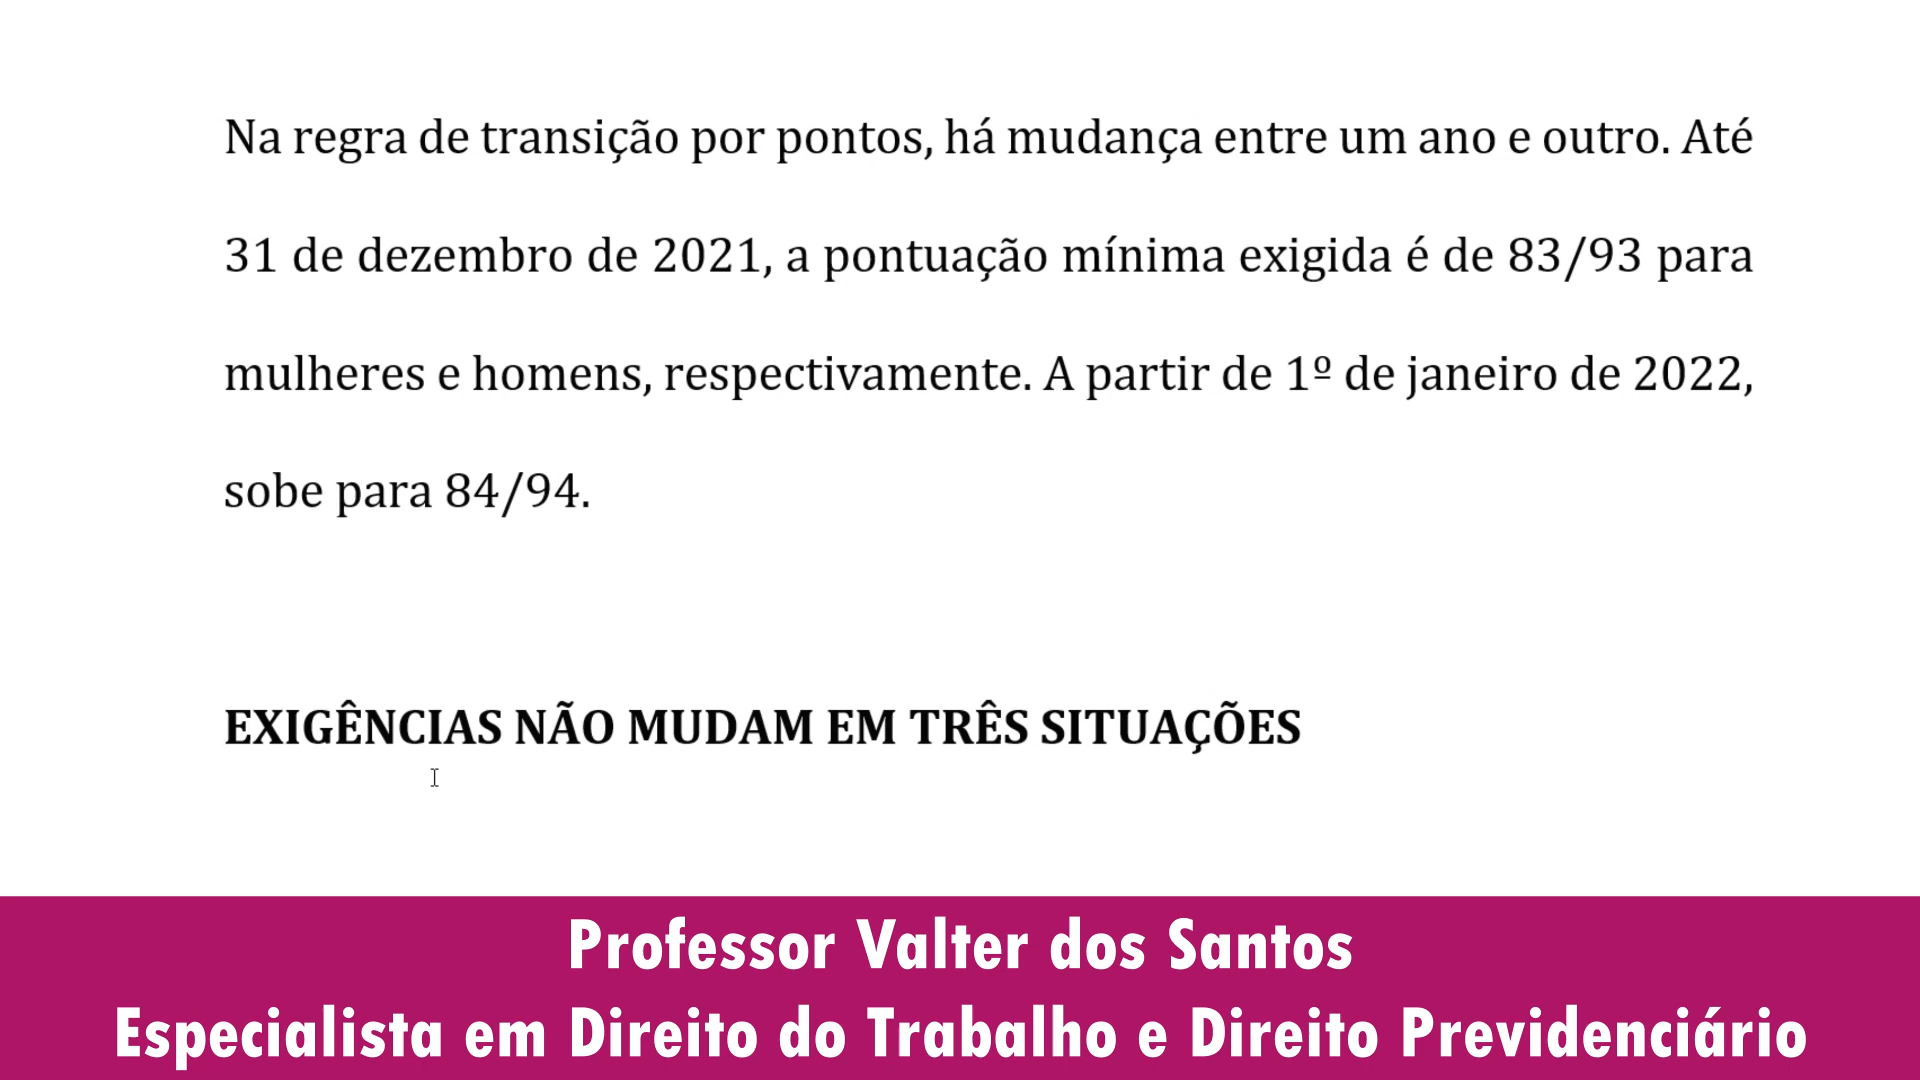 Na regra de transição por pontos, há mudança entre um ano e outro. Até
31 de dezembro de 2021, a pontuação mínima exigida é de 83/93 para
mulheres e homens, respectivamente. A partir de 1º de janeiro de 2022,
sobe para 84/94.
EXIGÊNCIAS NÃO MUDAM EM TRÊS SITUAÇÕES
Professor Valter dos Santos
Especialista em Direito do Trabalho e Direito Previdenciário